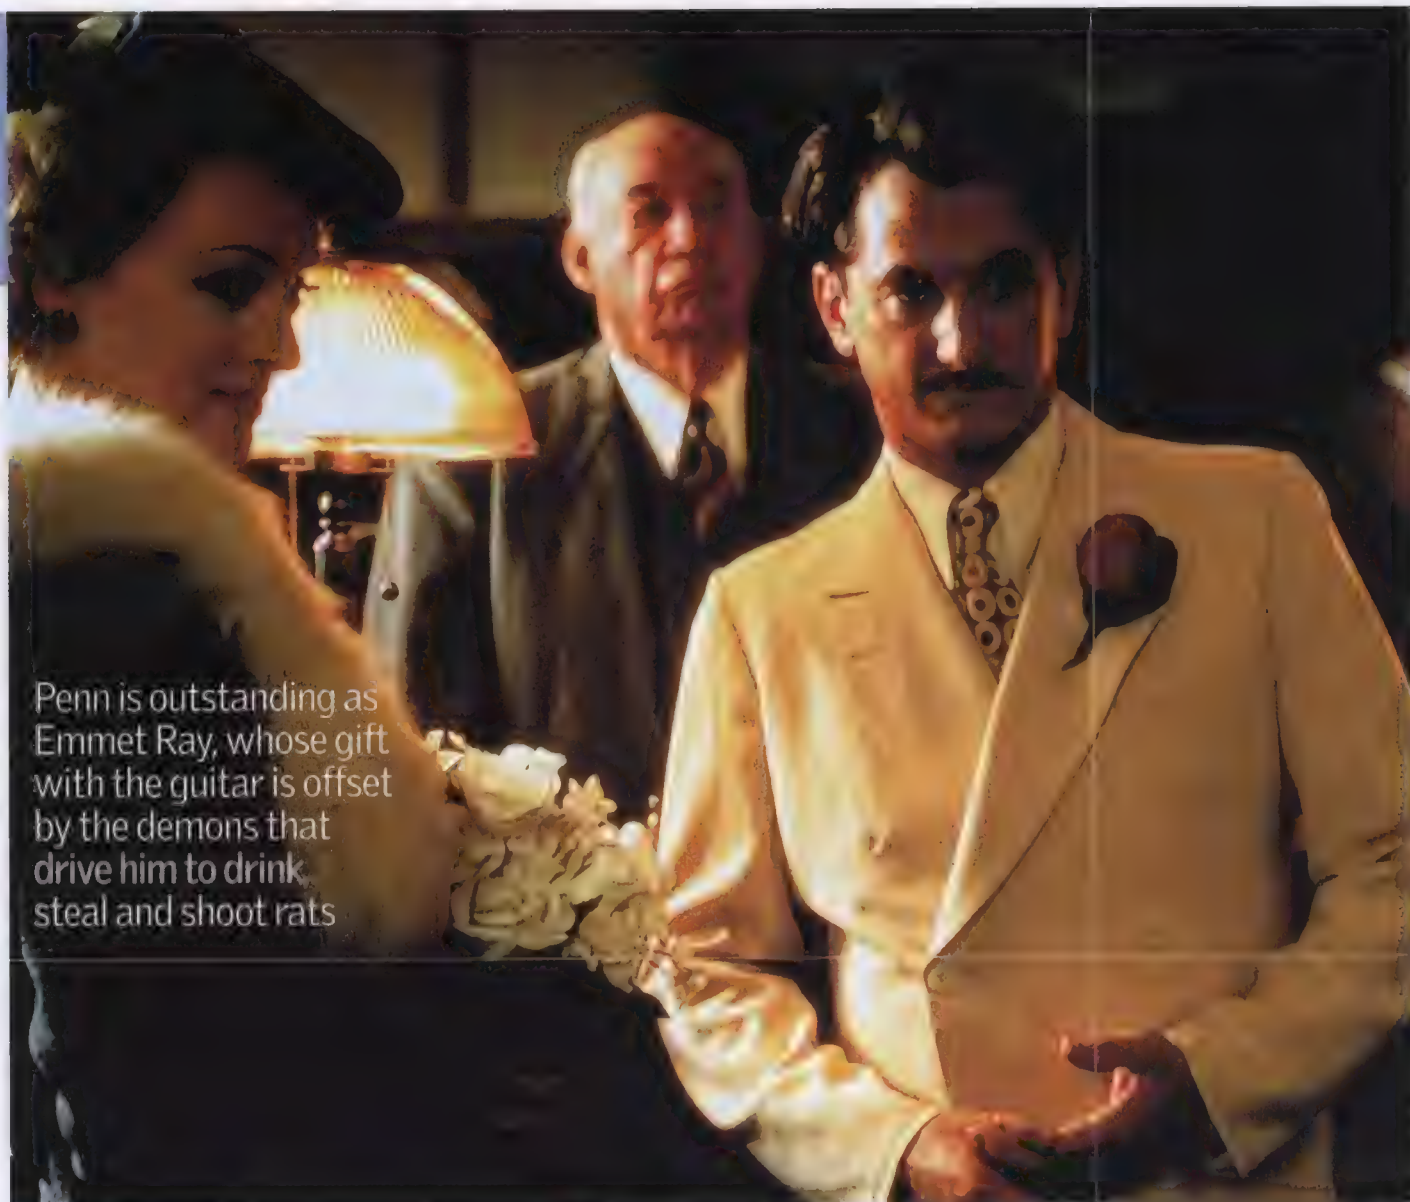 Penn is outstanding as
Emmet Ray, whose gift
with the guitar is offset
by the demons that
drive him to drink,
steal and shoot rats